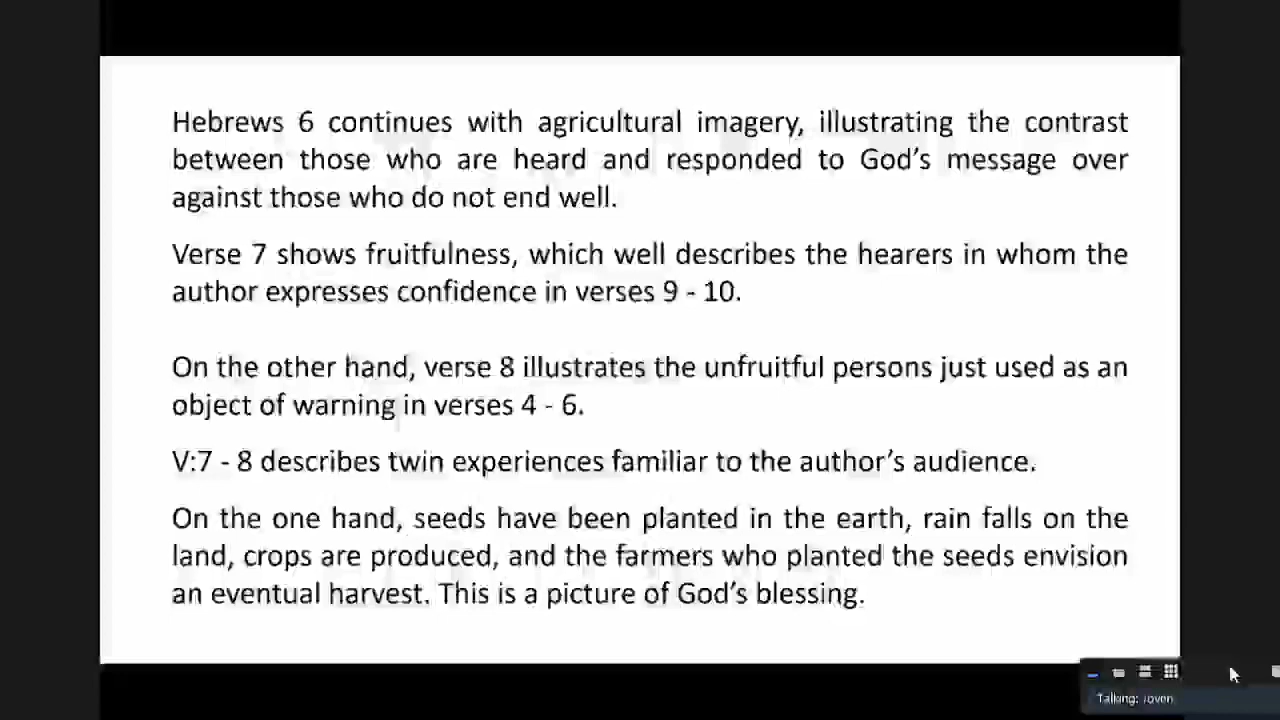 Hebrews 6 continues with agricultural imagery, illustrating the contrast
between those who are heard and responded to God's message over
against those who do not end well.
Verse 7 shows fruitfulness, which well describes the hearers in whom the
author expresses confidence in verses 9 - 10.
On the other hand, verse 8 illustrates the unfruitful persons just used as an
object of warning in verses 4 - 6.
V:7 - 8 describes twin experiences familiar to the author's audience.
On the one hand, seeds have been planted in the earth, rain falls on the
land, crops are produced, and the farmers who planted the seeds envision
an eventual harvest. This is a picture of God's blessing.
Talking: